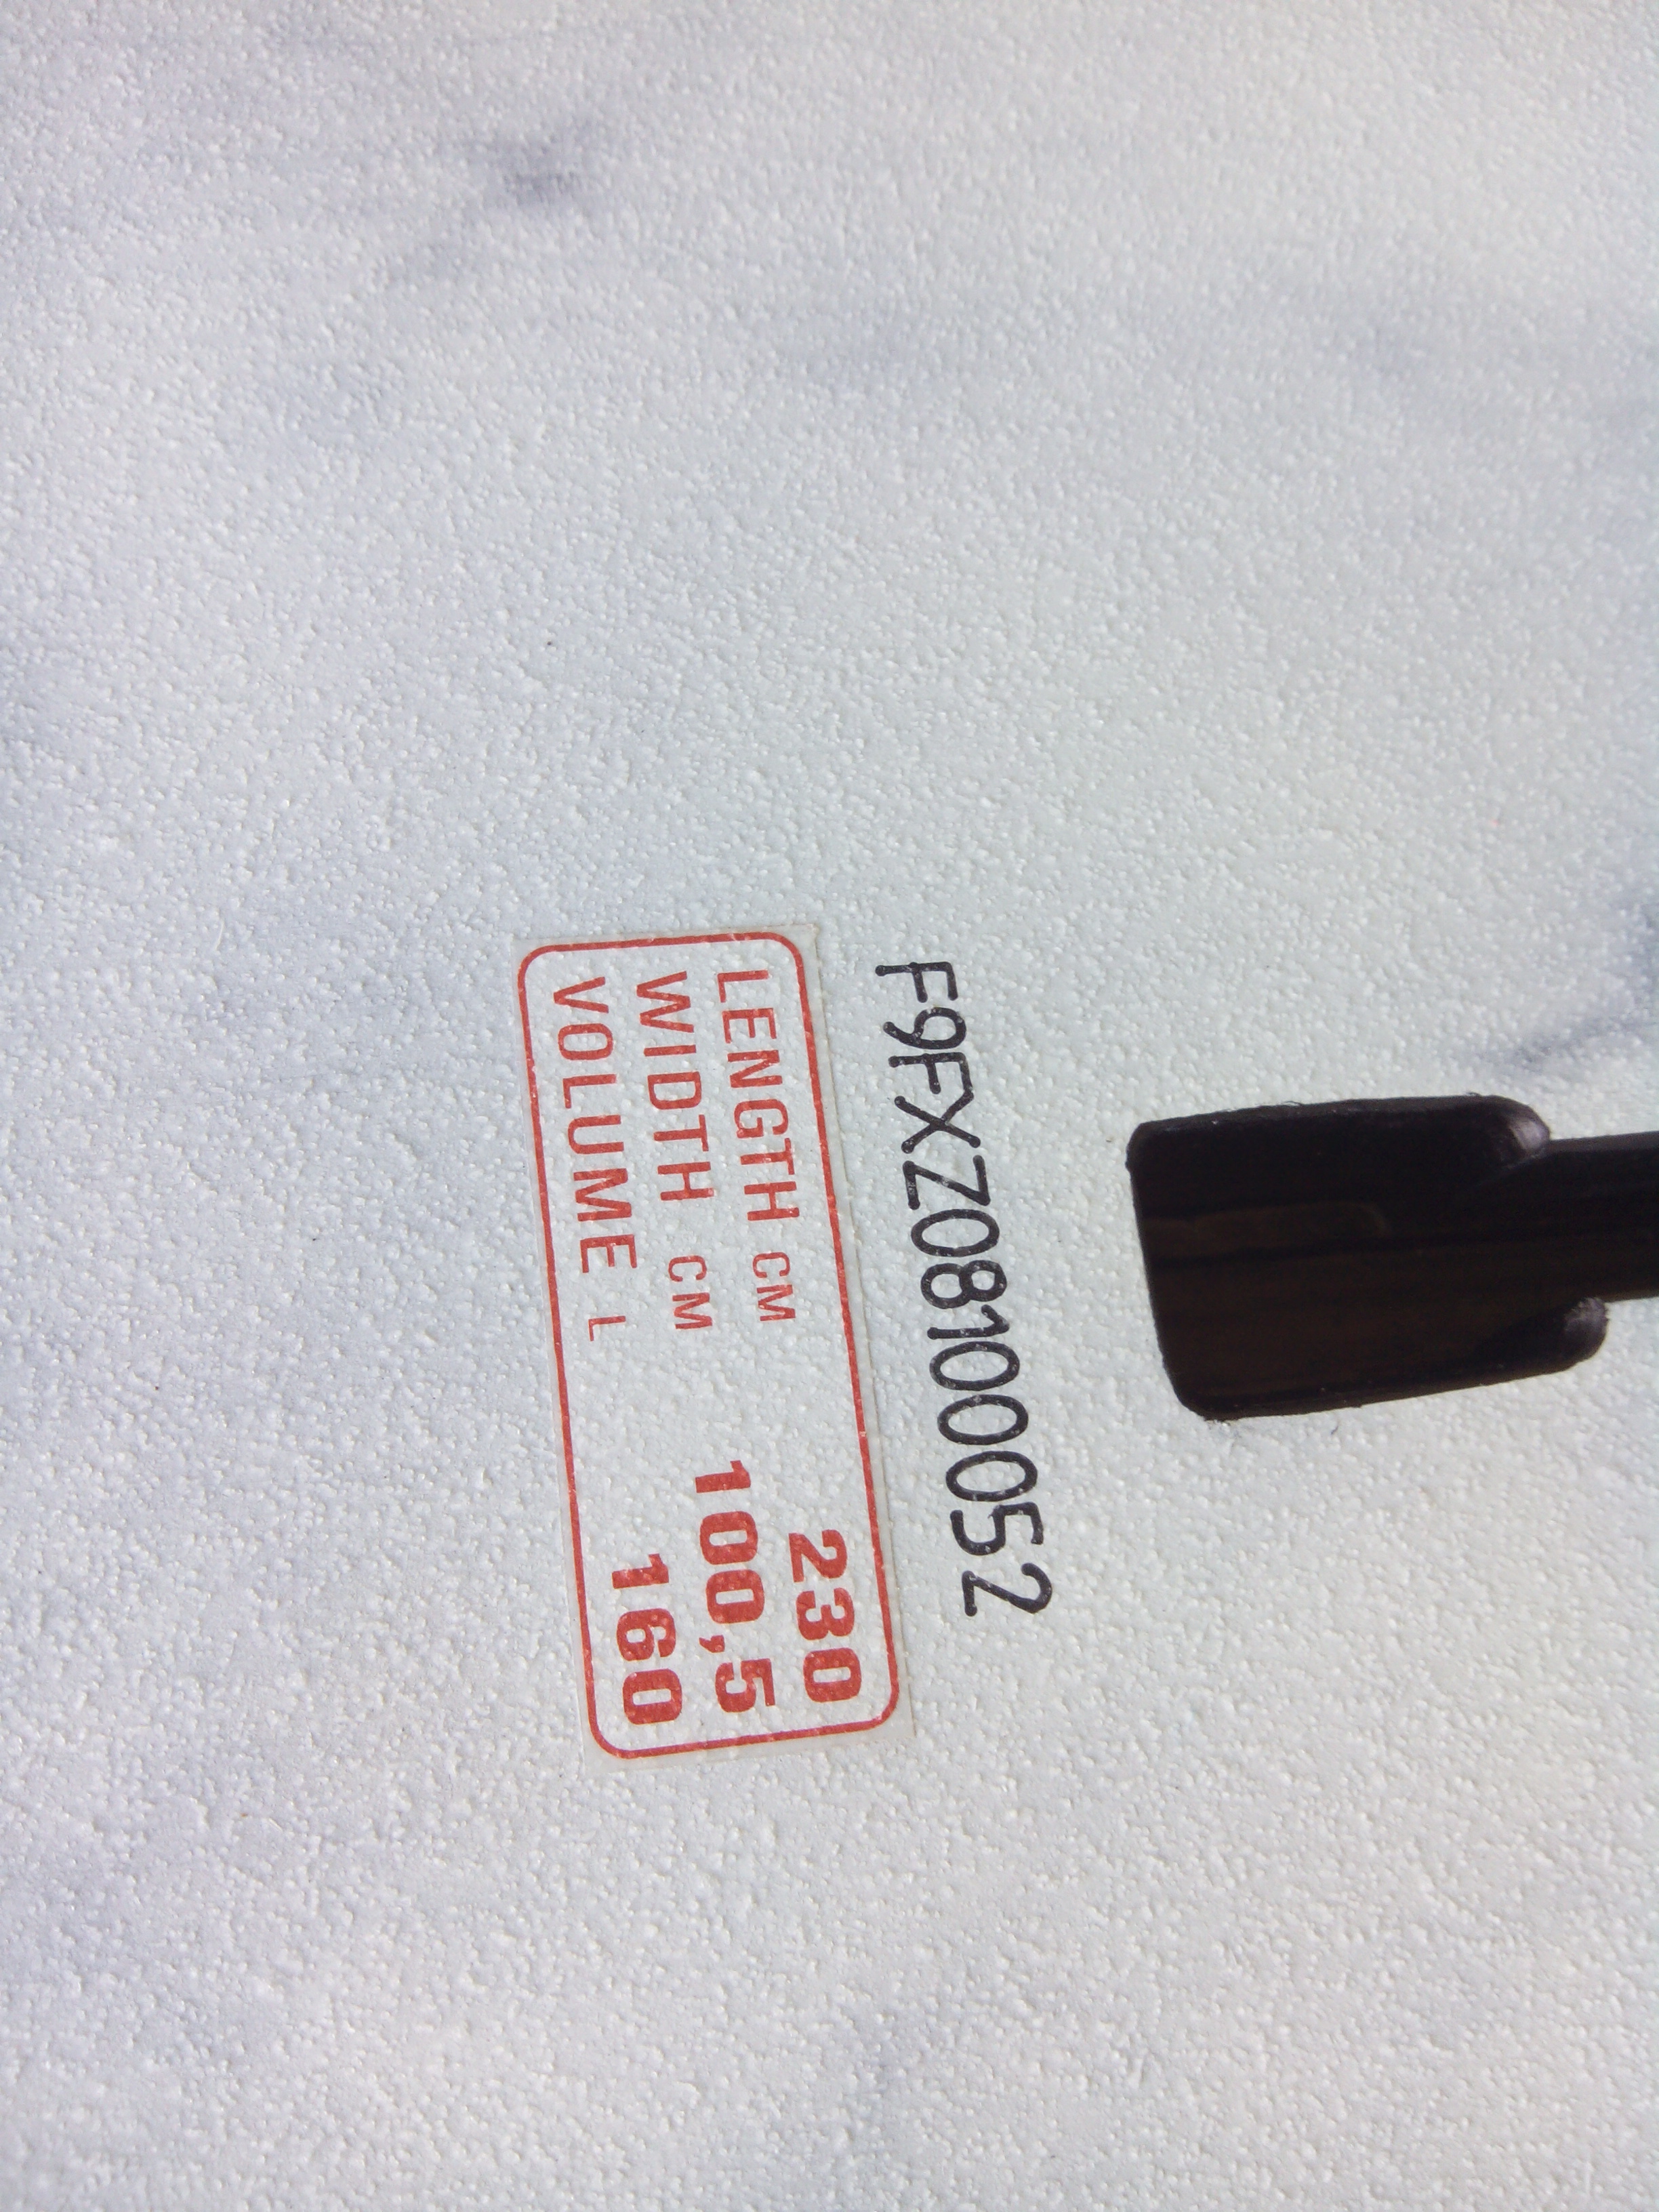 F9FXZ08100052
LENGTH CM 230
WIDTH CM 100,5
VOLUME L 160